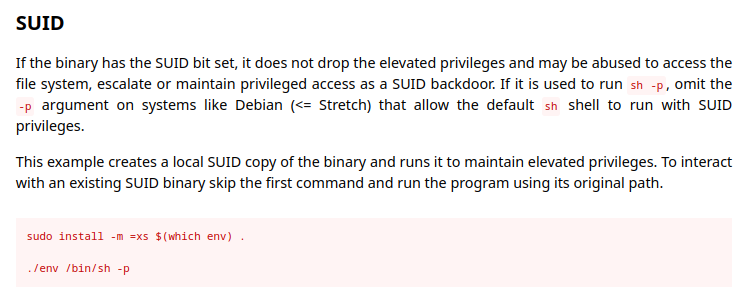 SUID
If the binary has the SUID bit set, it does not drop the elevated privileges and may be abused to access the
file system, escalate or maintain privileged access as a SUID backdoor. If it is used to run sh -p, omit the
-p argument on systems like Debian (<= Stretch) that allow the default sh shell to run with SUID
privileges.
This example creates a local SUID copy of the binary and runs it to maintain elevated privileges. To interact
with an existing SUID binary skip the first command and run the program using its original path.
sudo install -m =xs $(which env) .
./env /bin/sh -p